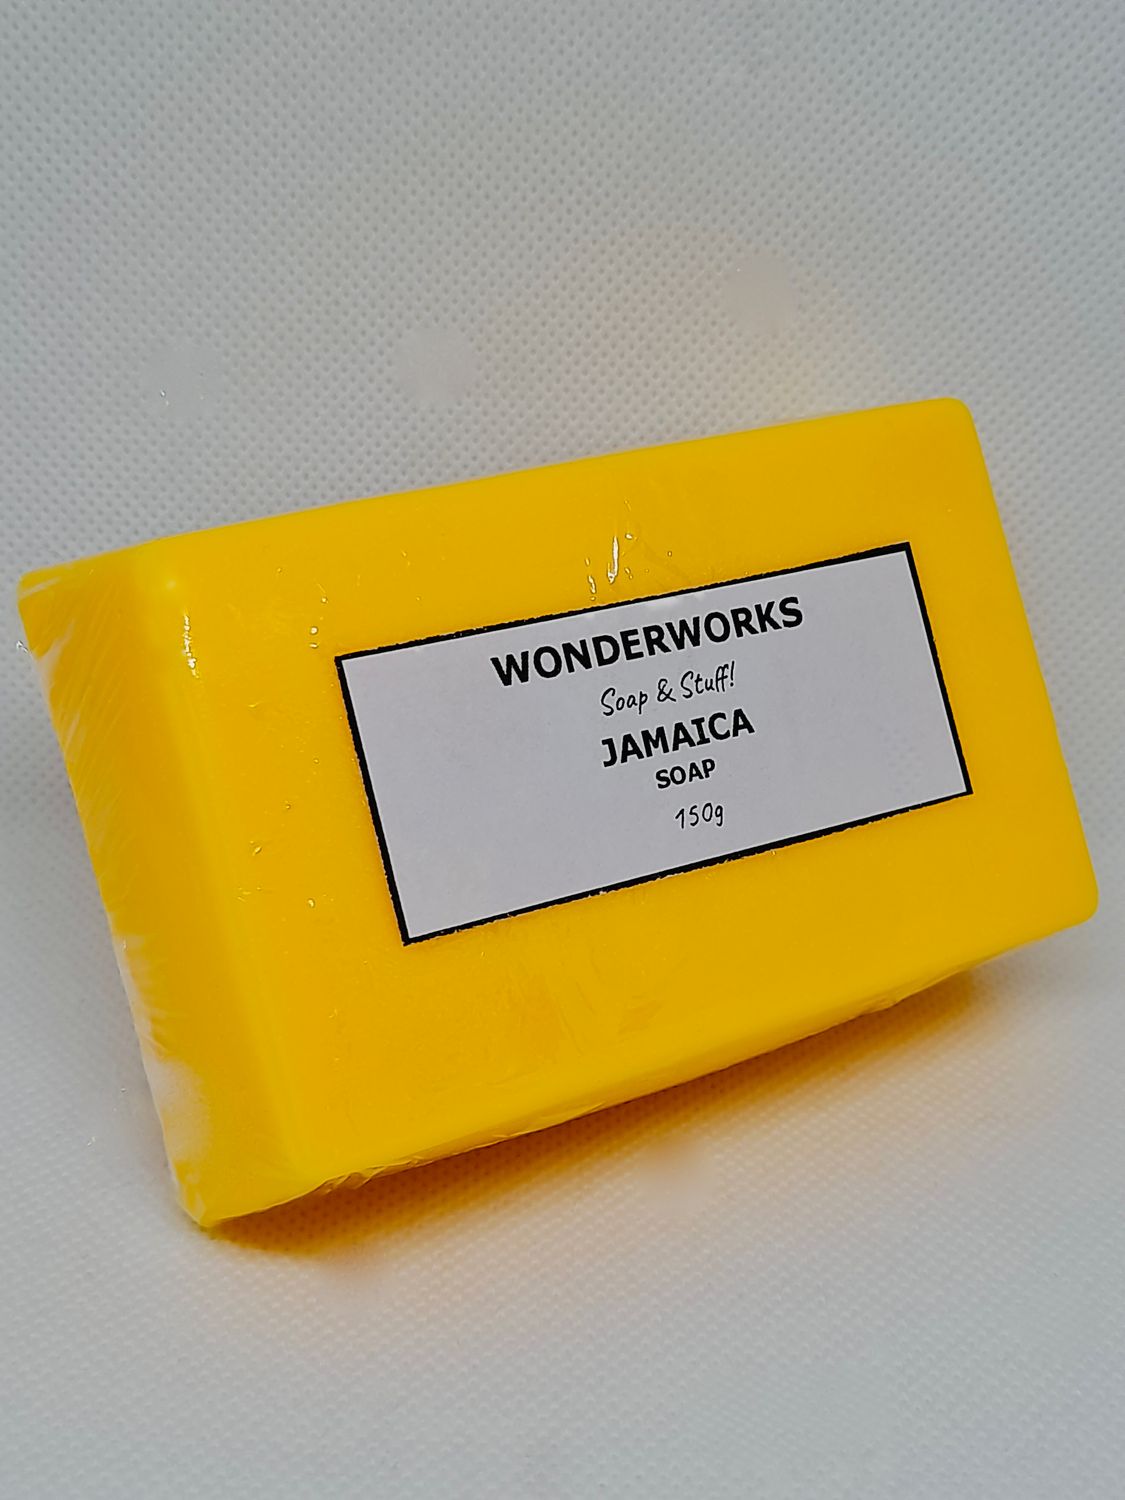 WONDERWORKS
Soap & Stuff!
JAMAICA
SOAP
150g